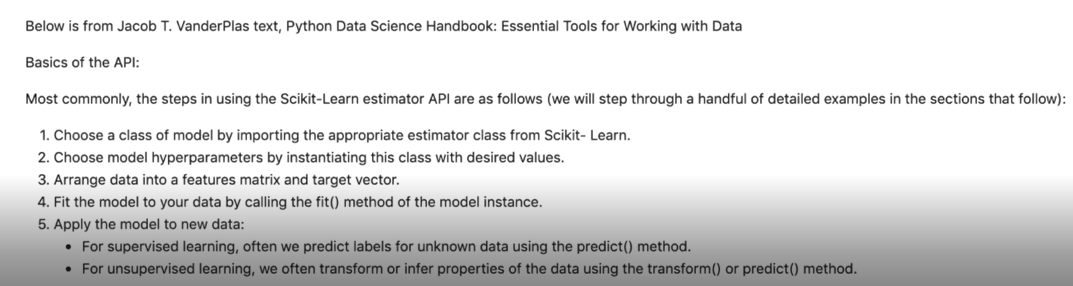 Below is from Jacob T. VanderPlas text, Python Data Science Handbook: Essential Tools for Working with Data
Basics of the API:
Most commonly, the steps in using the Scikit-Learn estimator API are as follows (we will step through a handful of detailed examples in the sections that follow):
1. Choose a class of model by importing the appropriate estimator class from Scikit- Learn.
2. Choose model hyperparameters by instantiating this class with desired values.
3. Arrange data into a features matrix and target vector.
4. Fit the model to your data by calling the fit() method of the model instance.
5. Apply the model to new data:
• For supervised learning, often we predict labels for unknown data using the predict() method.
• For unsupervised learning, we often transform or infer properties of the data using the transform() or predict() method.